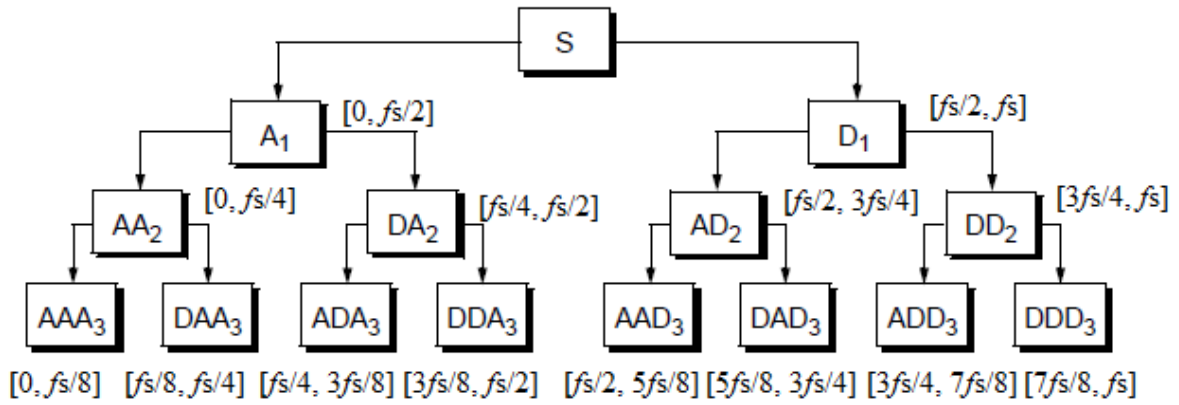 S
A₁ [0, fs/2] D₁ [fs/2, fs]
AA₂ [0, fs/4] DA₂ [fs/4, fs/2] AD₂ [fs/2, 3fs/4] DD₂ [3fs/4, fs]
AAA₃ DAA₃ ADA₃ DDA₃ AAD₃ DAD₃ ADD₃ DDD₃
[0, fs/8] [fs/8, fs/4] [fs/4, 3fs/8] [3fs/8, fs/2] [fs/2, 5fs/8] [5fs/8, 3fs/4] [3fs/4, 7fs/8] [7fs/8, fs]